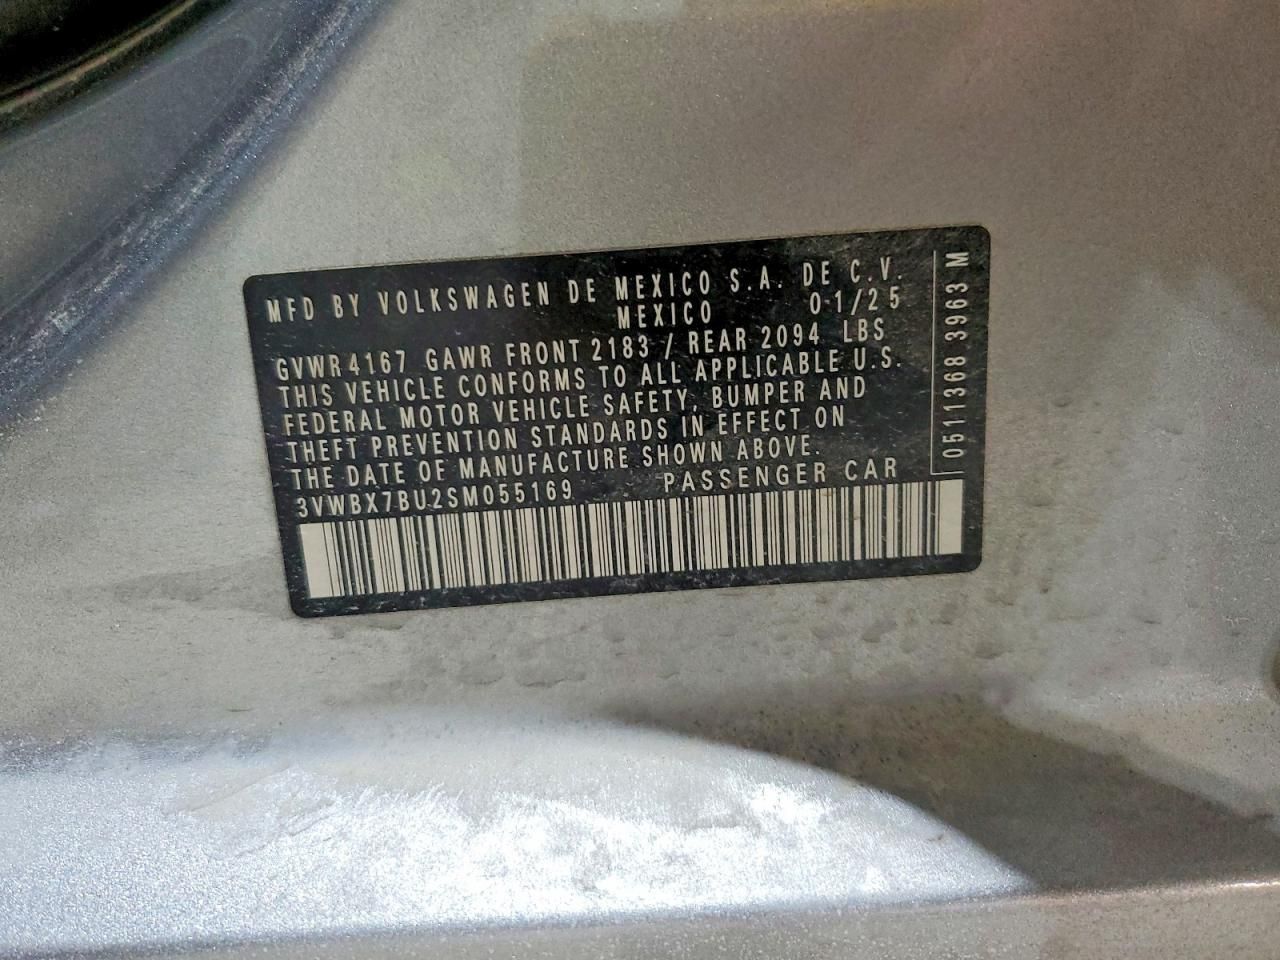 MFD BY VOLKSWAGEN DE MEXICO S.A. DE C.V.
MEXICO 01/25
GVWR 4167 GAWR FRONT 2183 / REAR 2094 LBS
THIS VEHICLE CONFORMS TO ALL APPLICABLE U.S.
FEDERAL MOTOR VEHICLE SAFETY, BUMPER AND
THEFT PREVENTION STANDARDS IN EFFECT ON
THE DATE OF MANUFACTURE SHOWN ABOVE.
3VWBX7BU2SM055169 PASSENGER CAR
0511368 3963 M